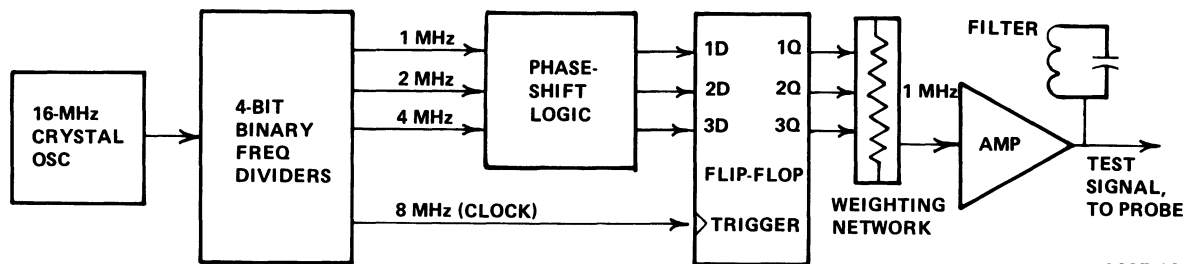 16-MHz
CRYSTAL
OSC
4-BIT
BINARY
FREQ
DIVIDERS
1 MHz
2 MHz
4 MHz
8 MHz (CLOCK)
PHASE-
SHIFT
LOGIC
1D 1Q
2D 2Q
3D 3Q
FLIP-FLOP
TRIGGER
WEIGHTING
NETWORK
1 MHz
AMP
FILTER
TEST
SIGNAL,
TO PROBE